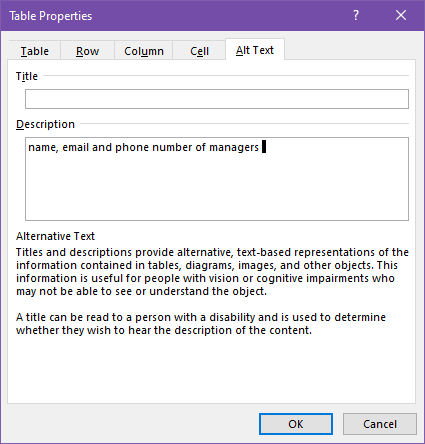 Table Properties
?
Table Row Column Cell Alt Text
Title
Description
name, email and phone number of managers
Alternative Text
Titles and descriptions provide alternative, text-based representations of the
information contained in tables, diagrams, images, and other objects. This
information is useful for people with vision or cognitive impairments who
may not be able to see or understand the object.
A title can be read to a person with a disability and is used to determine
whether they wish to hear the description of the content.
OK Cancel